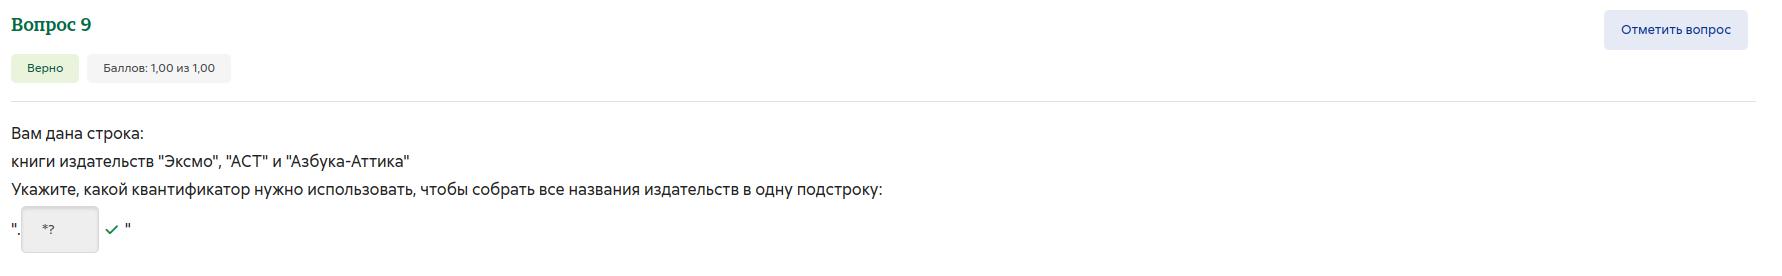 Вопрос 9
Отметить вопрос
Верно
Баллов: 1,00 из 1,00
Вам дана строка:
книги издательств "Эксмо", "АСТ" и "Азбука-Аттика"
Укажите, какой квантификатор нужно использовать, чтобы собрать все названия издательств в одну подстроку:
". *? "